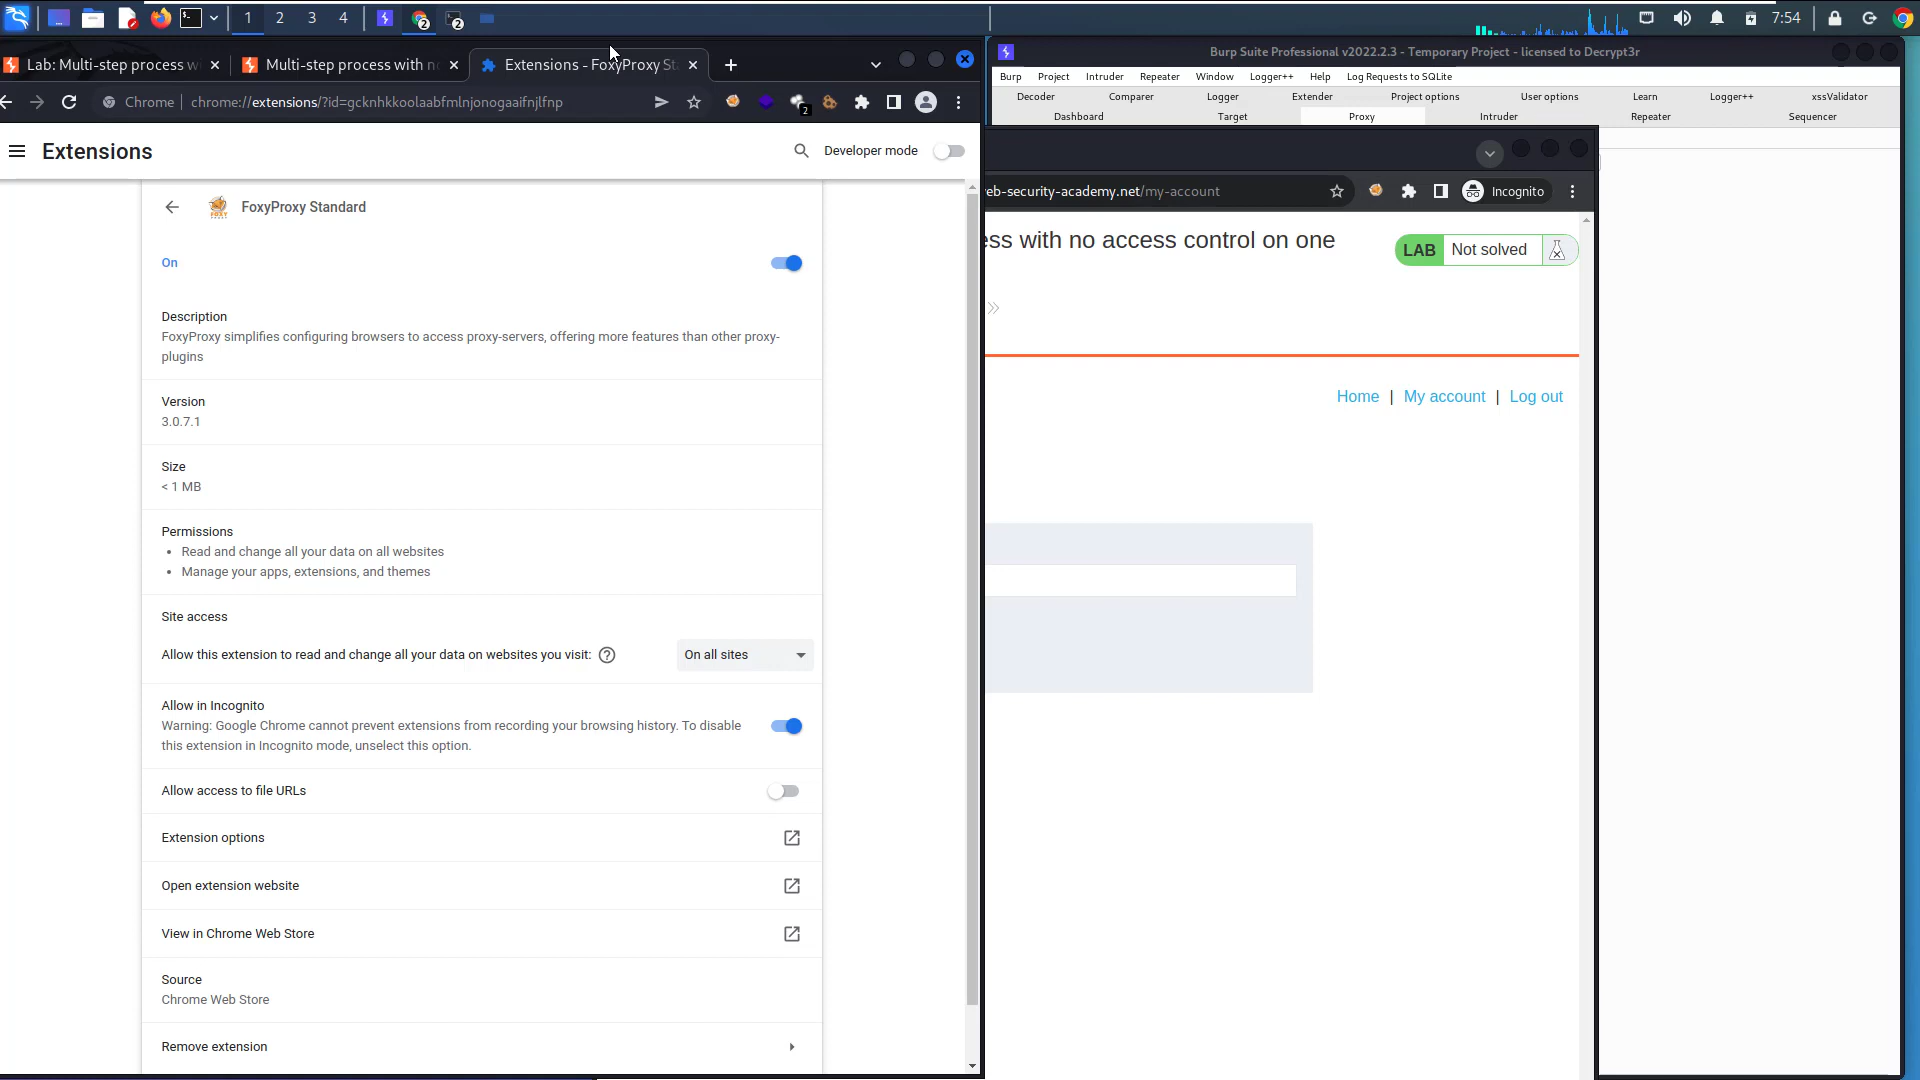 1 2 3 4
2
2
7:54
Lab: Multi-step process w
Multi-step process with n
Extensions - FoxyProxy St
Chrome
chrome://extensions/?id=gcknhkkoolaabfmlnjonogaaifnjlfnp
2
Extensions
Developer mode
FoxyProxy Standard
On
Description
FoxyProxy simplifies configuring browsers to access proxy-servers, offering more features than other proxy-
plugins
Version
3.0.7.1
Size
< 1 MB
Permissions
• Read and change all your data on all websites
• Manage your apps, extensions, and themes
Site access
Allow this extension to read and change all your data on websites you visit:
On all sites
Allow in Incognito
Warning: Google Chrome cannot prevent extensions from recording your browsing history. To disable
this extension in Incognito mode, unselect this option.
Allow access to file URLs
Extension options
Open extension website
View in Chrome Web Store
Source
Chrome Web Store
Remove extension
Burp Suite Professional v2022.2.3 - Temporary Project - licensed to Decrypt3r
Burp Project Intruder Repeater Window Logger++ Help Log Requests to SQLite
Decoder Comparer Logger Extender Project options User options Learn Logger++ xssValidator
Dashboard Target Proxy Intruder Repeater Sequencer
eb-security-academy.net/my-account
Incognito
ess with no access control on one
LAB Not solved
Home | My account | Log out